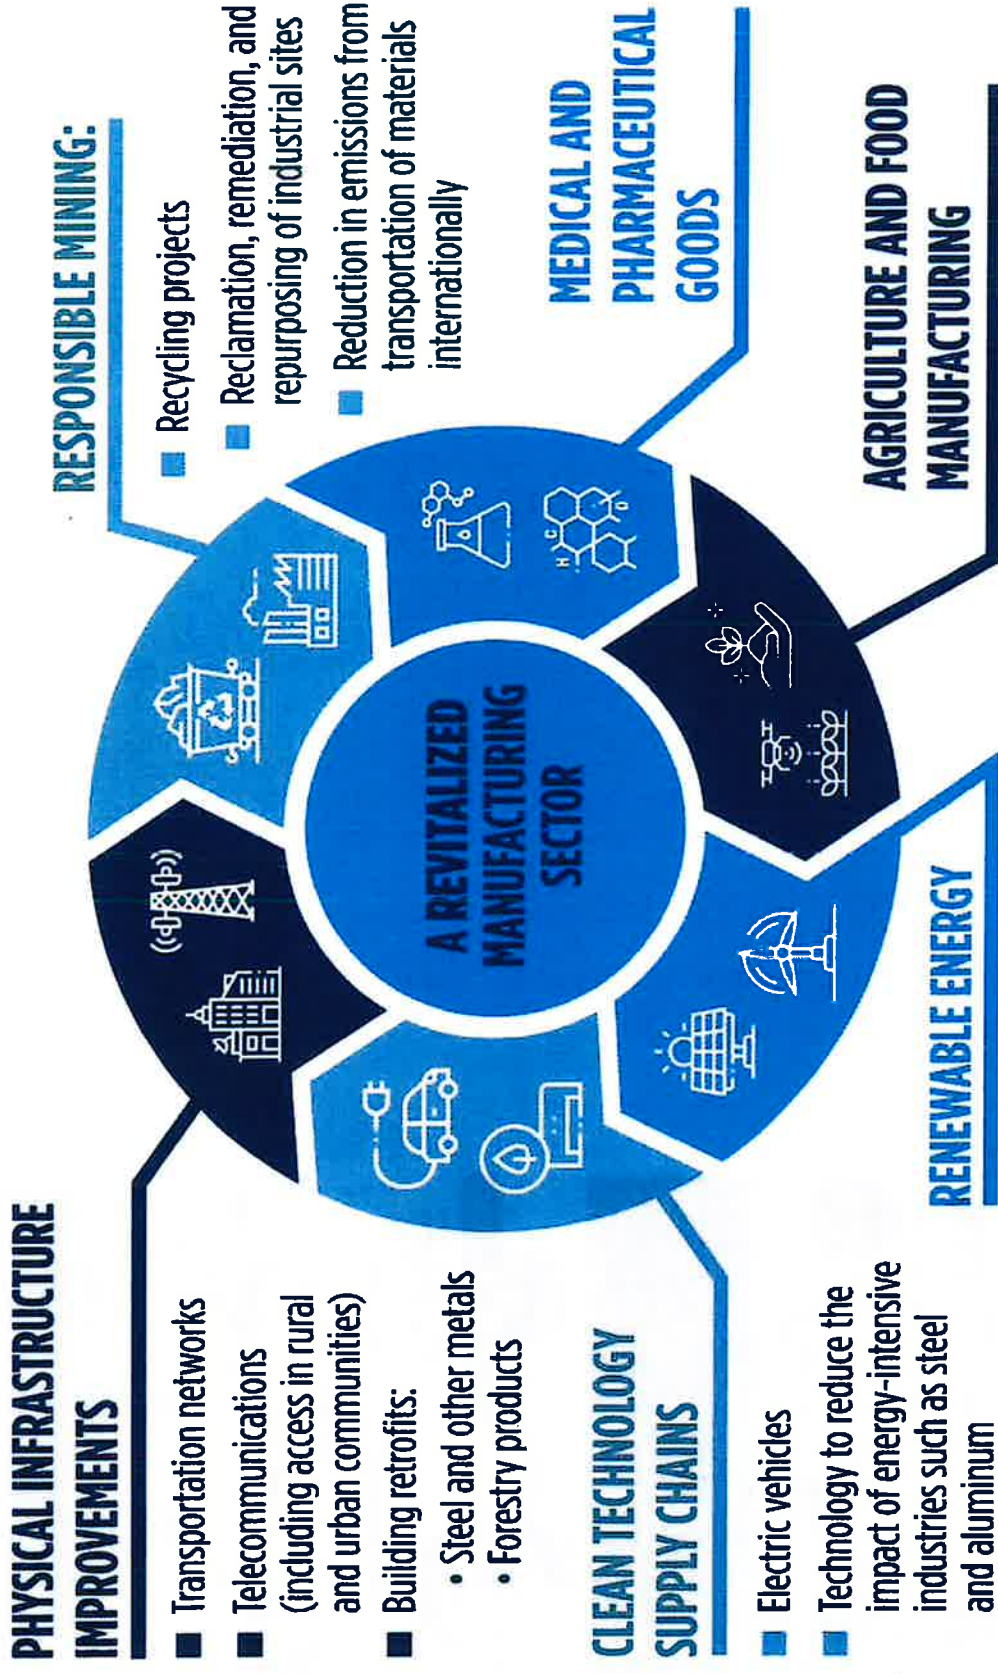 PHYSICAL INFRASTRUCTURE
IMPROVEMENTS
Transportation networks
Telecommunications
(including access in rural
and urban communities)
Building retrofits:
• Steel and other metals
• Forestry products
CLEAN TECHNOLOGY
SUPPLY CHAINS
Electric vehicles
Technology to reduce the
impact of energy-intensive
industries such as steel
and aluminum
RESPONSIBLE MINING:
Recycling projects
Reclamation, remediation, and
repurposing of industrial sites
Reduction in emissions from
transportation of materials
internationally
MEDICAL AND
PHARMACEUTICAL
GOODS
AGRICULTURE AND FOOD
MANUFACTURING
RENEWABLE ENERGY
A REVITALIZED
MANUFACTURING
SECTOR
H
C
O